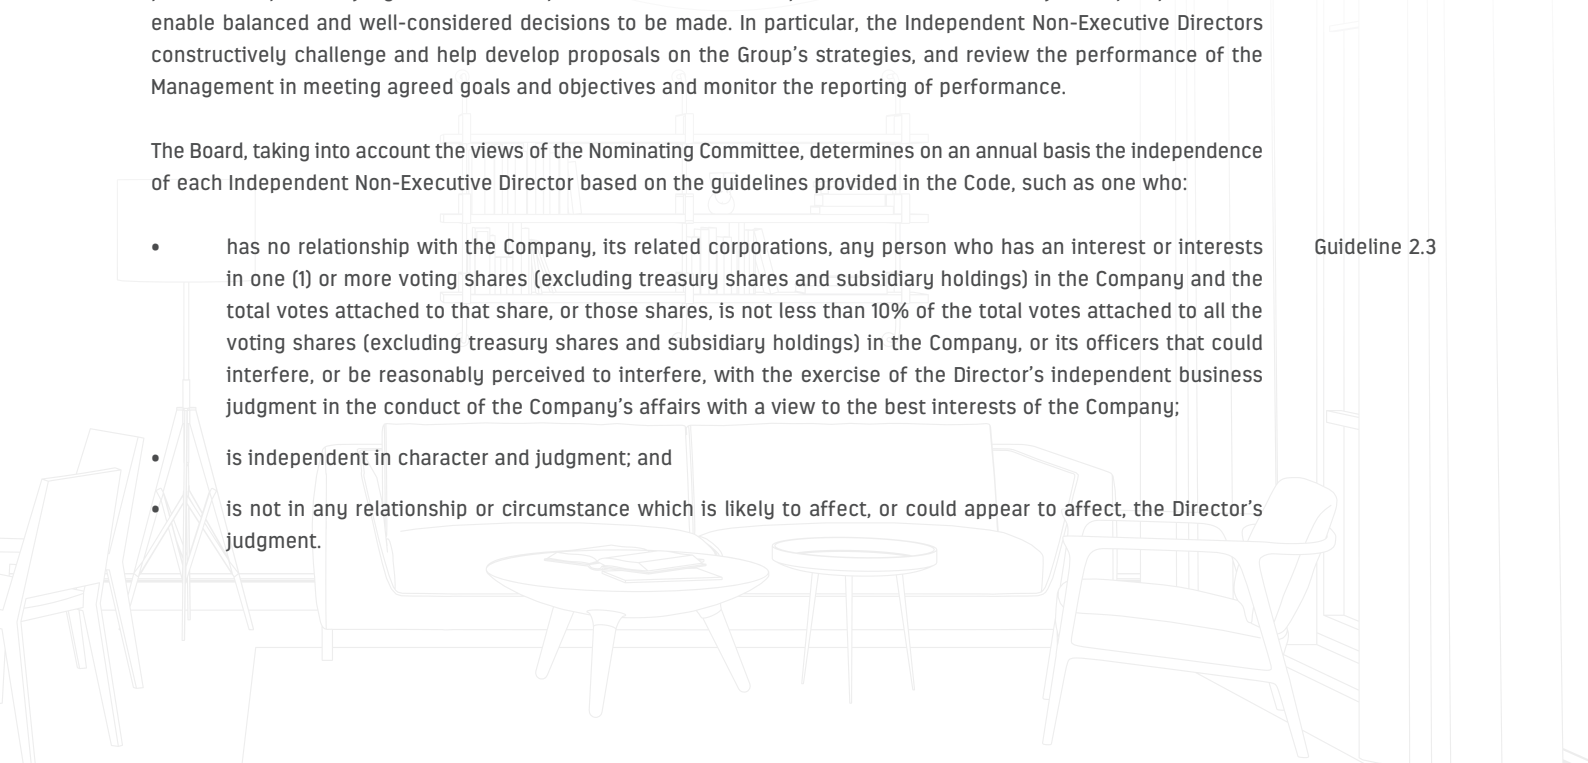 enable balanced and well-considered decisions to be made. In particular, the Independent Non-Executive Directors
constructively challenge and help develop proposals on the Group's strategies, and review the performance of the
Management in meeting agreed goals and objectives and monitor the reporting of performance.
The Board, taking into account the views of the Nominating Committee, determines on an annual basis the independence
of each Independent Non-Executive Director based on the guidelines provided in the Code, such as one who:
• has no relationship with the Company, its related corporations, any person who has an interest or interests Guideline 2.3
in one (1) or more voting shares (excluding treasury shares and subsidiary holdings) in the Company and the
total votes attached to that share, or those shares, is not less than 10% of the total votes attached to all the
voting shares (excluding treasury shares and subsidiary holdings) in the Company, or its officers that could
interfere, or be reasonably perceived to interfere, with the exercise of the Director's independent business
judgment in the conduct of the Company's affairs with a view to the best interests of the Company;
• is independent in character and judgment; and
• is not in any relationship or circumstance which is likely to affect, or could appear to affect, the Director's
judgment.